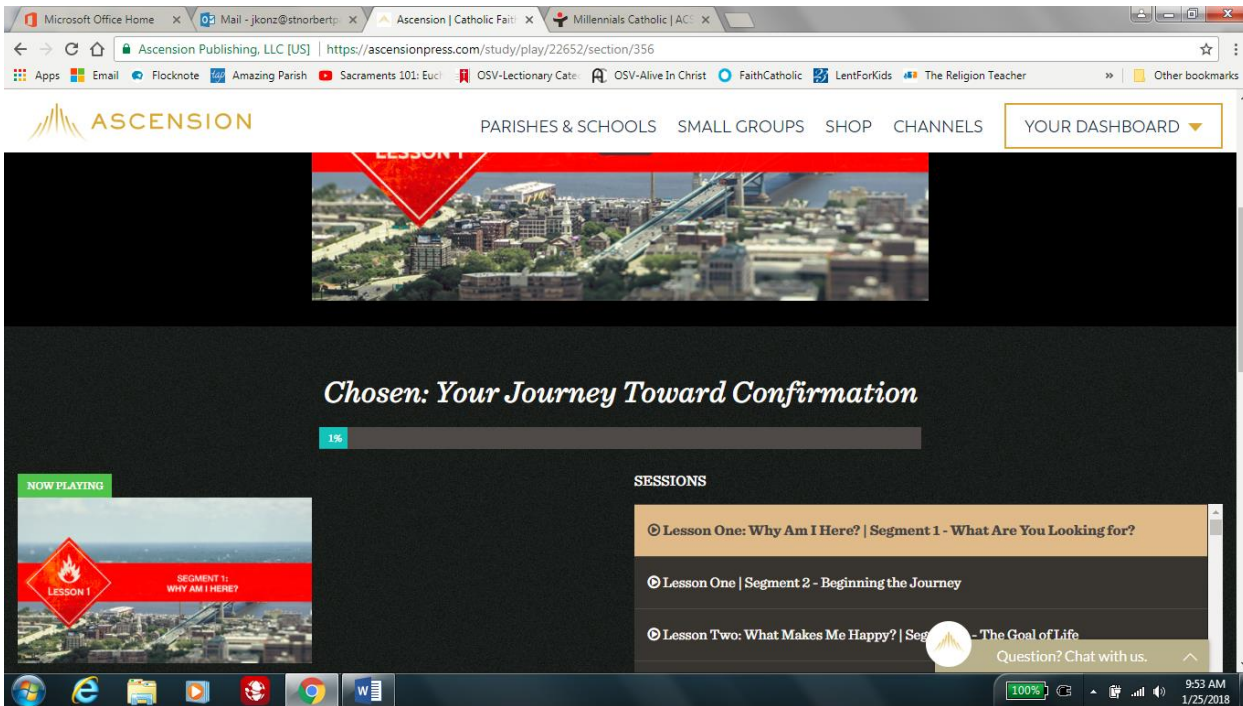 Microsoft Office Home
Mail - jkonz@stnorbertp
Ascension | Catholic Fait
Millennials Catholic | ACS
Ascension Publishing, LLC [US] | https://ascensionpress.com/study/play/22652/section/356
Apps Email Flocknote Amazing Parish Sacraments 101: Euch OSV-Lectionary Cate OSV-Alive In Christ FaithCatholic LentForKids The Religion Teacher » Other bookmarks
ASCENSION PARISHES & SCHOOLS SMALL GROUPS SHOP CHANNELS YOUR DASHBOARD
LESSON 1
Chosen: Your Journey Toward Confirmation
1%
NOW PLAYING
LESSON 1
SEGMENT 1:
WHY AM I HERE?
SESSIONS
Lesson One: Why Am I Here? | Segment 1 - What Are You Looking for?
Lesson One | Segment 2 - Beginning the Journey
Lesson Two: What Makes Me Happy? | Seg - The Goal of Life
Question? Chat with us.
100%
9:53 AM
1/25/2018